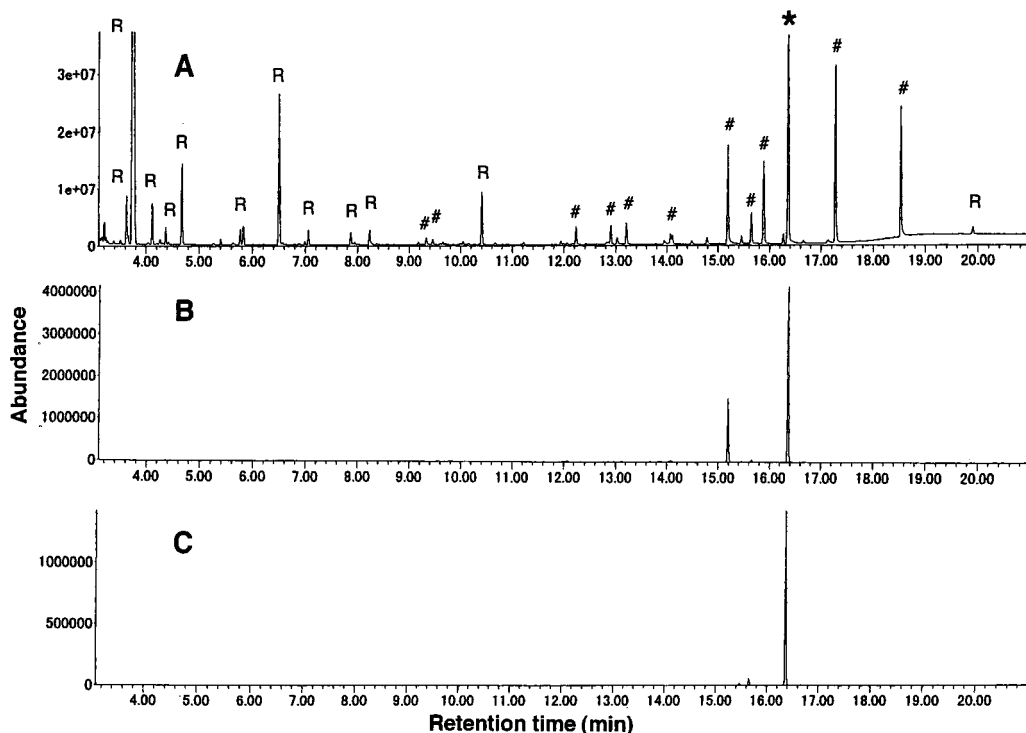 R * #
3e+07 A R #
2e+07 R # #
1e+07 R R R R R R R R # # # # # # # # R
0
4.00 5.00 6.00 7.00 8.00 9.00 10.00 11.00 12.00 13.00 14.00 15.00 16.00 17.00 18.00 19.00 20.00
4000000 B
3000000
2000000
1000000
0
4.00 5.00 6.00 7.00 8.00 9.00 10.00 11.00 12.00 13.00 14.00 15.00 16.00 17.00 18.00 19.00 20.00
Abundance
C
1000000
500000
0
4.00 5.00 6.00 7.00 8.00 9.00 10.00 11.00 12.00 13.00 14.00 15.00 16.00 17.00 18.00 19.00 20.00
Retention time (min)